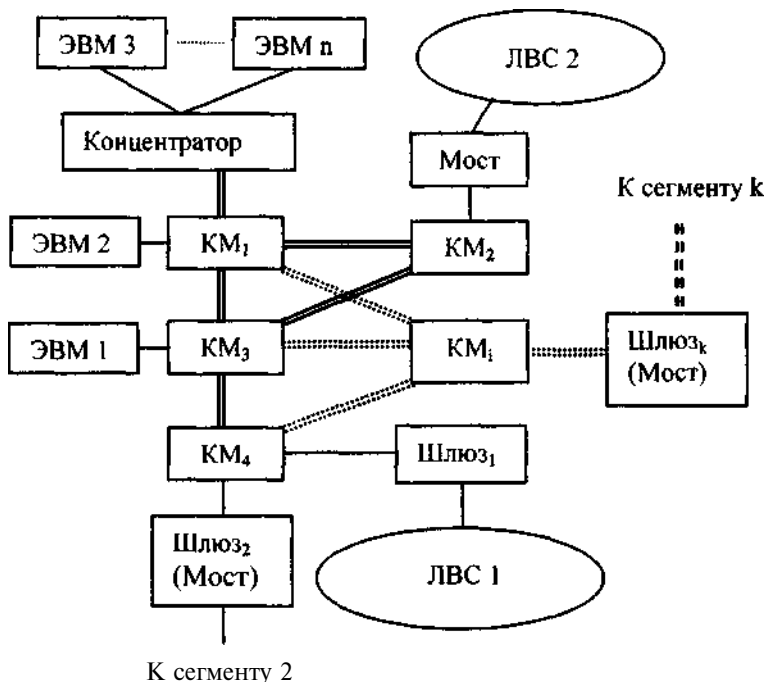 ЭВМ 3
ЭВМ n
ЛВС 2
Концентратор
Мост
К сегменту k
ЭВМ 2
КМ₁
КМ₂
ЭВМ 1
КМ₃
КМᵢ
Шлюзₖ
(Мост)
КМ₄
Шлюз₁
Шлюз₂
(Мост)
ЛВС 1
К сегменту 2